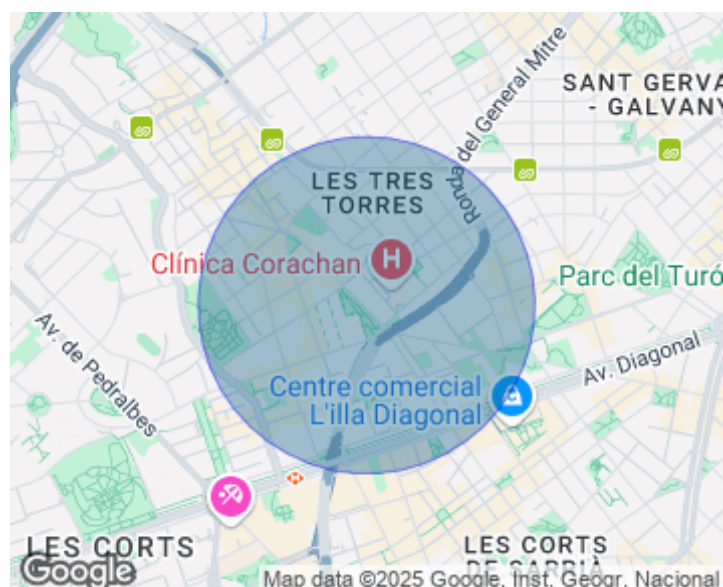 SANT GERVA
- GALVANY
Ronda del General Mitre
LES TRES
TORRES
H
Clínica Corachan
Parc del Turó
Av. de Pedralbes
Av. Diagonal
Centre comercial
L'illa Diagonal
LES CORTS
LES CORTS
DE SARRIÀ
Google
Map data ©2025 Google, Inst. Geogr. Nacional